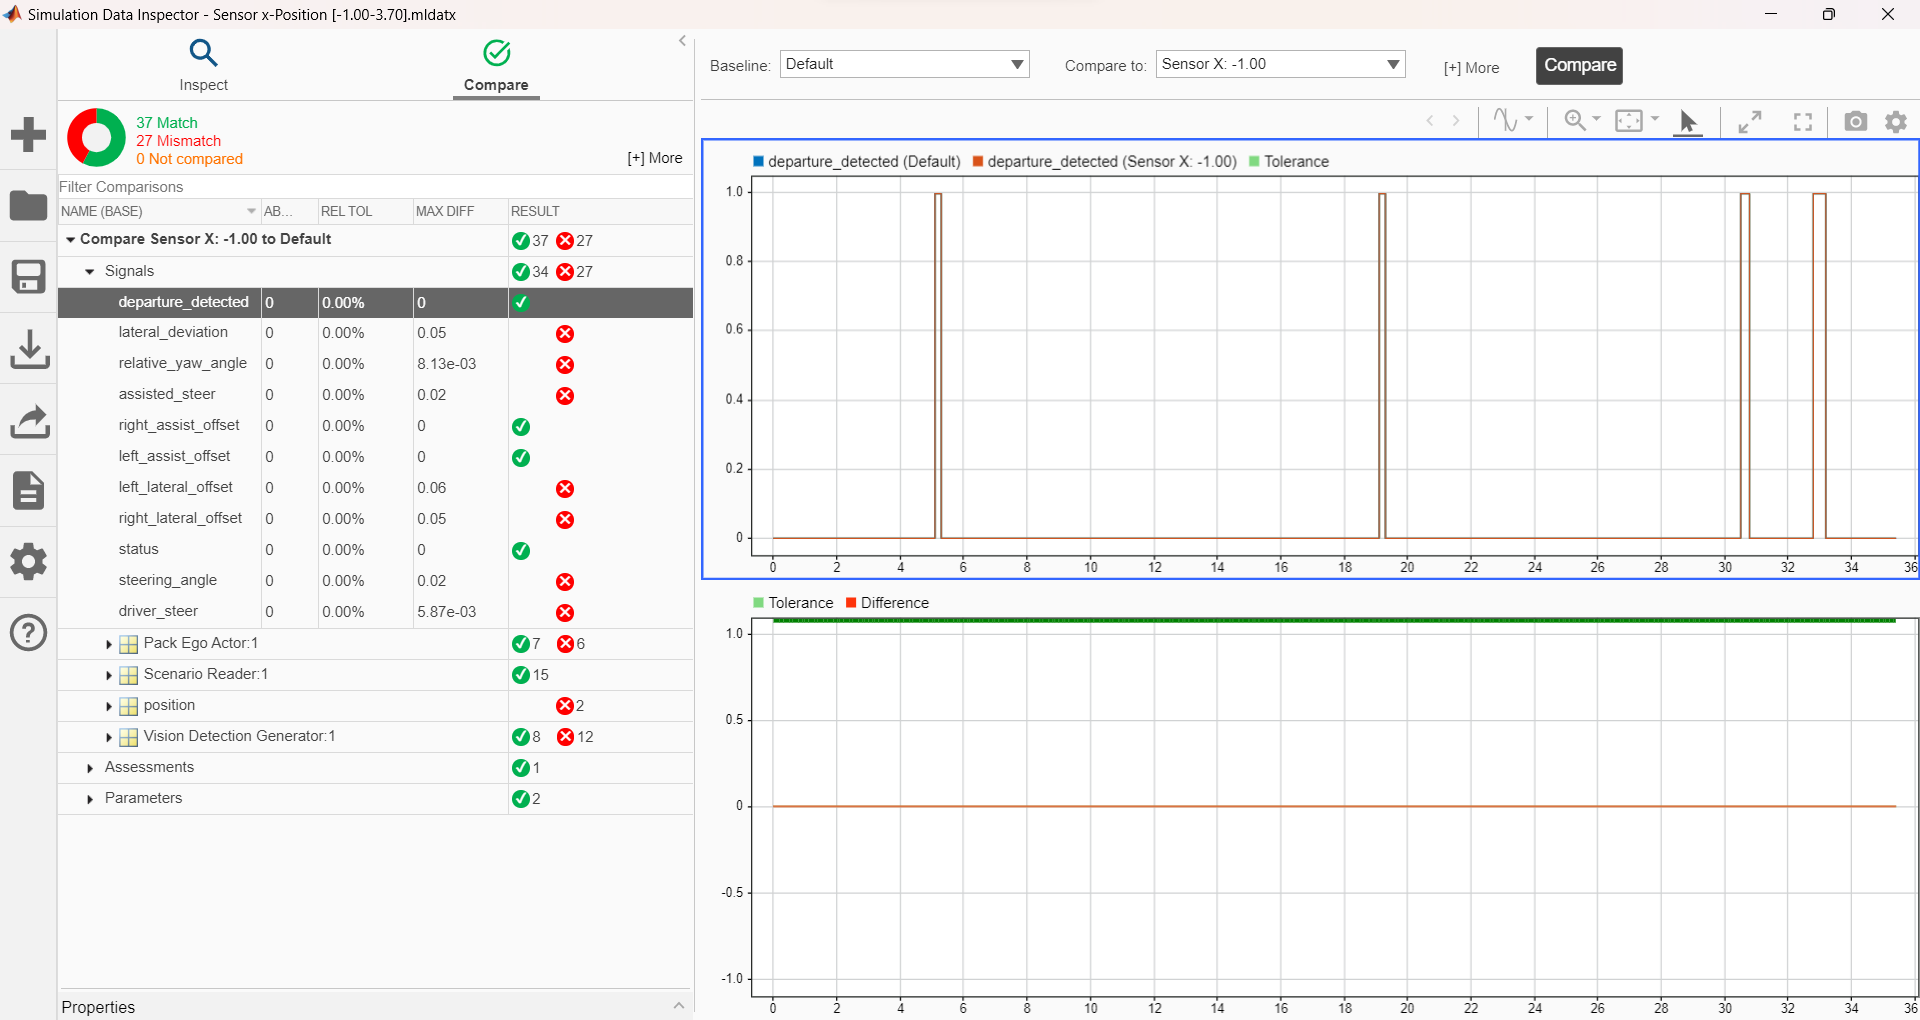 Simulation Data Inspector - Sensor x-Position [-1.00-3.70].mldatx
Inspect
Compare
37 Match
27 Mismatch
0 Not compared
[+] More
Filter Comparisons
NAME (BASE) AB... REL TOL MAX DIFF RESULT
Compare Sensor X: -1.00 to Default 37 27
Signals 34 27
departure_detected 0 0.00% 0
lateral_deviation 0 0.00% 0.05
relative_yaw_angle 0 0.00% 8.13e-03
assisted_steer 0 0.00% 0.02
right_assist_offset 0 0.00% 0
left_assist_offset 0 0.00% 0
left_lateral_offset 0 0.00% 0.06
right_lateral_offset 0 0.00% 0.05
status 0 0.00% 0
steering_angle 0 0.00% 0.02
driver_steer 0 0.00% 5.87e-03
Pack Ego Actor:1 7 6
Scenario Reader:1 15
position 2
Vision Detection Generator:1 8 12
Assessments 1
Parameters 2
Properties
Baseline: Default Compare to: Sensor X: -1.00 [+] More Compare
departure_detected (Default) departure_detected (Sensor X: -1.00) Tolerance
1.0
0.8
0.6
0.4
0.2
0
0 2 4 6 8 10 12 14 16 18 20 22 24 26 28 30 32 34 36
Tolerance Difference
1.0
0.5
0
-0.5
-1.0
0 2 4 6 8 10 12 14 16 18 20 22 24 26 28 30 32 34 36